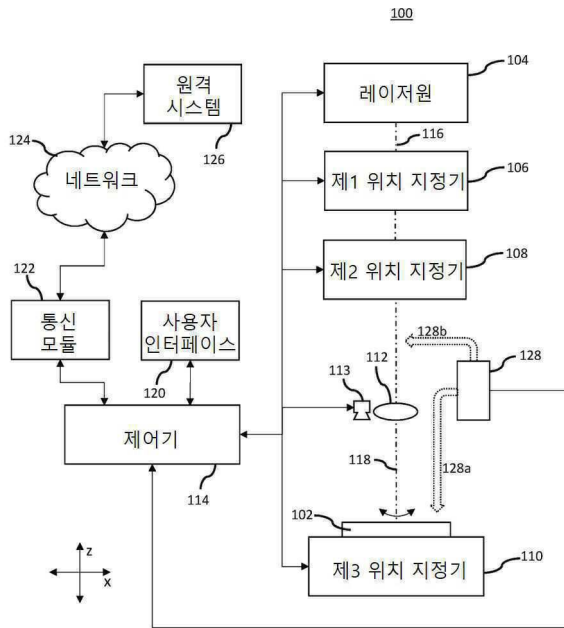 100
레이저원
104
116
제1 위치 지정기
106
제2 위치 지정기
108
원격
시스템
126
124
네트워크
122
통신
모듈
사용자
인터페이스
120
제어기
114
128b
128
113
112
128a
118
102
제3 위치 지정기
110
z
x